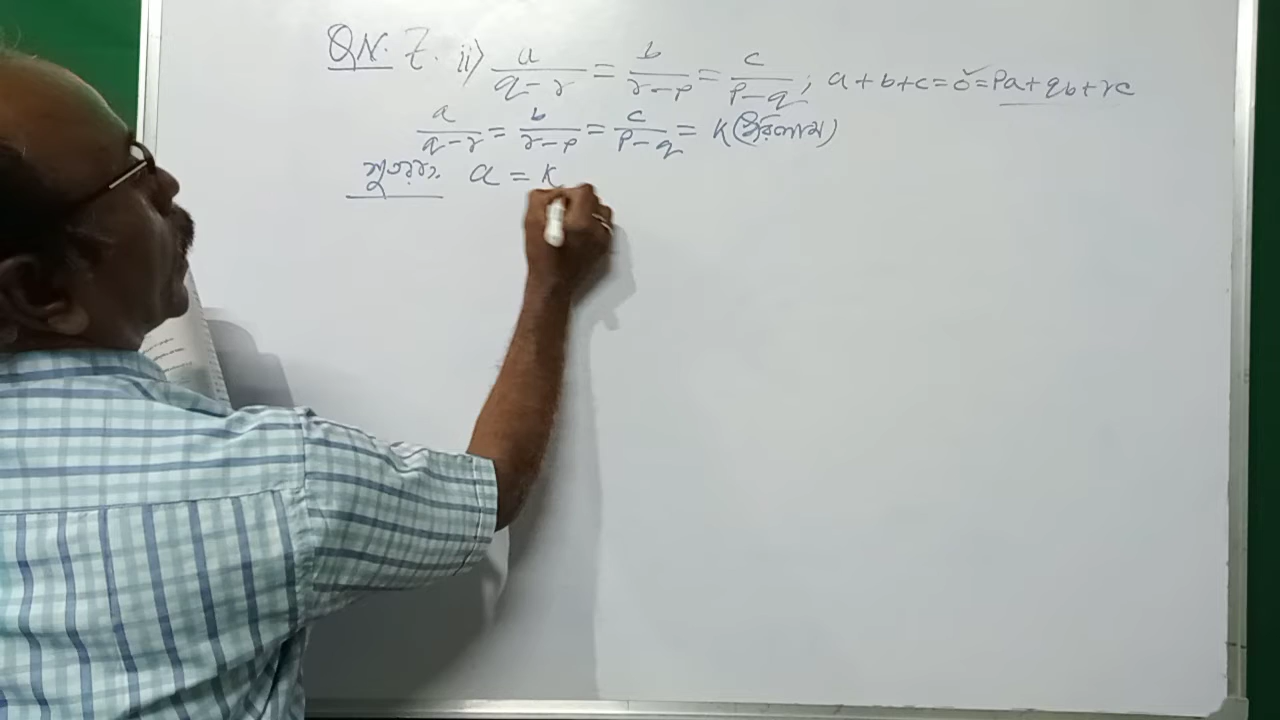 QN. 7. ii) a/(q-r) = b/(r-p) = c/(p-q) ; a+b+c=0=pa+qb+rc
a/(q-r) = b/(r-p) = c/(p-q) = K (ধরিলাম)
সুতরাং a = K